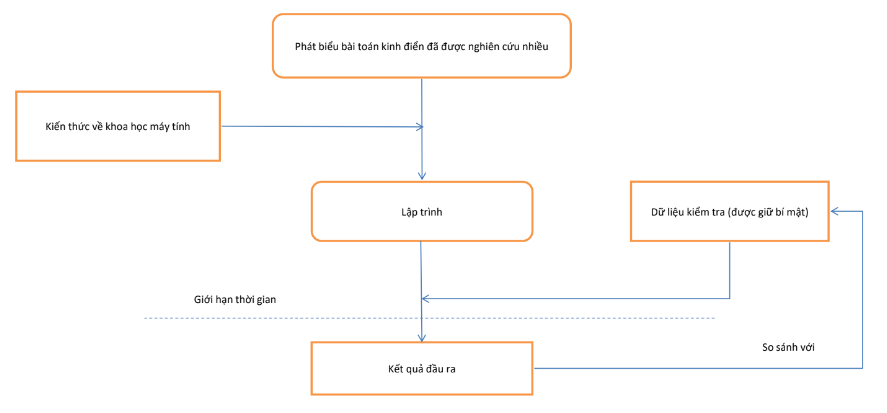 Phát biểu bài toán kinh điển đã được nghiên cứu nhiều
Kiến thức về khoa học máy tính
Lập trình
Dữ liệu kiểm tra (được giữ bí mật)
Giới hạn thời gian
So sánh với
Kết quả đầu ra